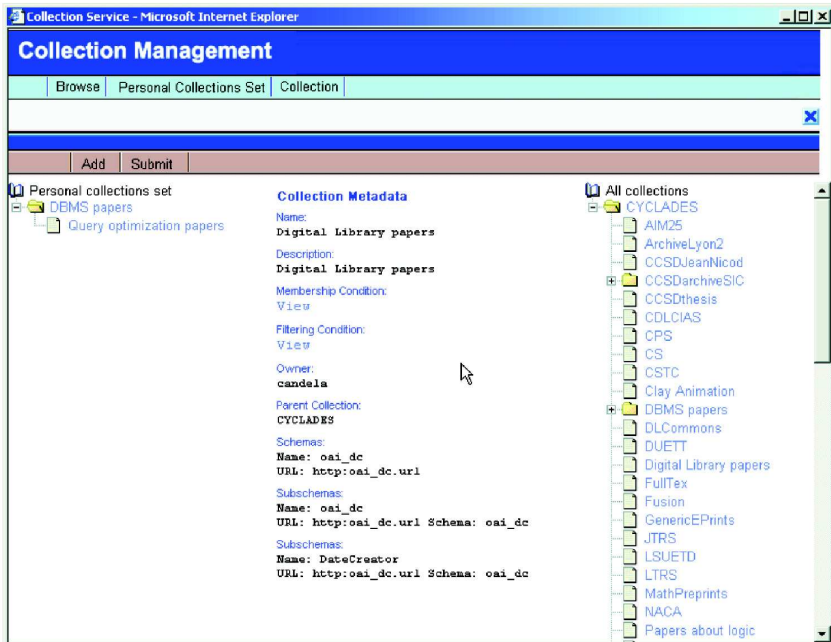 Collection Service - Microsoft Internet Explorer
Collection Management
Browse Personal Collections Set Collection
Add Submit
Personal collections set
DBMS papers
Query optimization papers
Collection Metadata
Name:
Digital Library papers
Description:
Digital Library papers
Membership Condition:
View
Filtering Condition:
View
Owner:
candela
Parent Collection:
CYCLADES
Schemas:
Name: oai_dc
URL: http:oai_dc.url
Subschemas:
Name: oai_dc
URL: http:oai_dc.url Schema: oai_dc
Subschemas:
Name: DateCreator
URL: http:oai_dc.url Schema: oai_dc
All collections
CYCLADES
AIM25
ArchiveLyon2
CCSDJeanNicod
CCSDarchiveSIC
CCSDthesis
CDLCIAS
CPS
CS
CSTC
Clay Animation
DBMS papers
DLCommons
DUETT
Digital Library papers
FullTex
Fusion
GenericEPrints
JTRS
LSUETD
LTRS
MathPreprints
NACA
Papers about logic